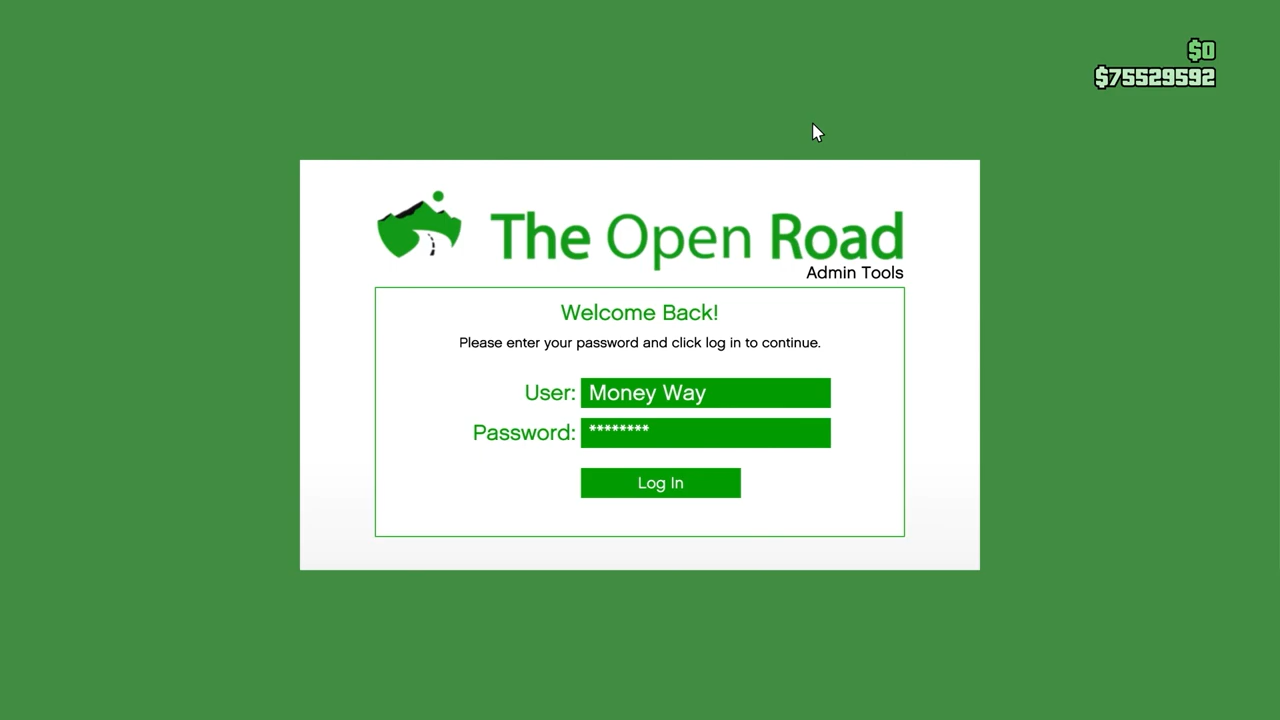 $0
$75529592
The Open Road
Admin Tools
Welcome Back!
Please enter your password and click log in to continue.
User: Money Way
Password: ********
Log In